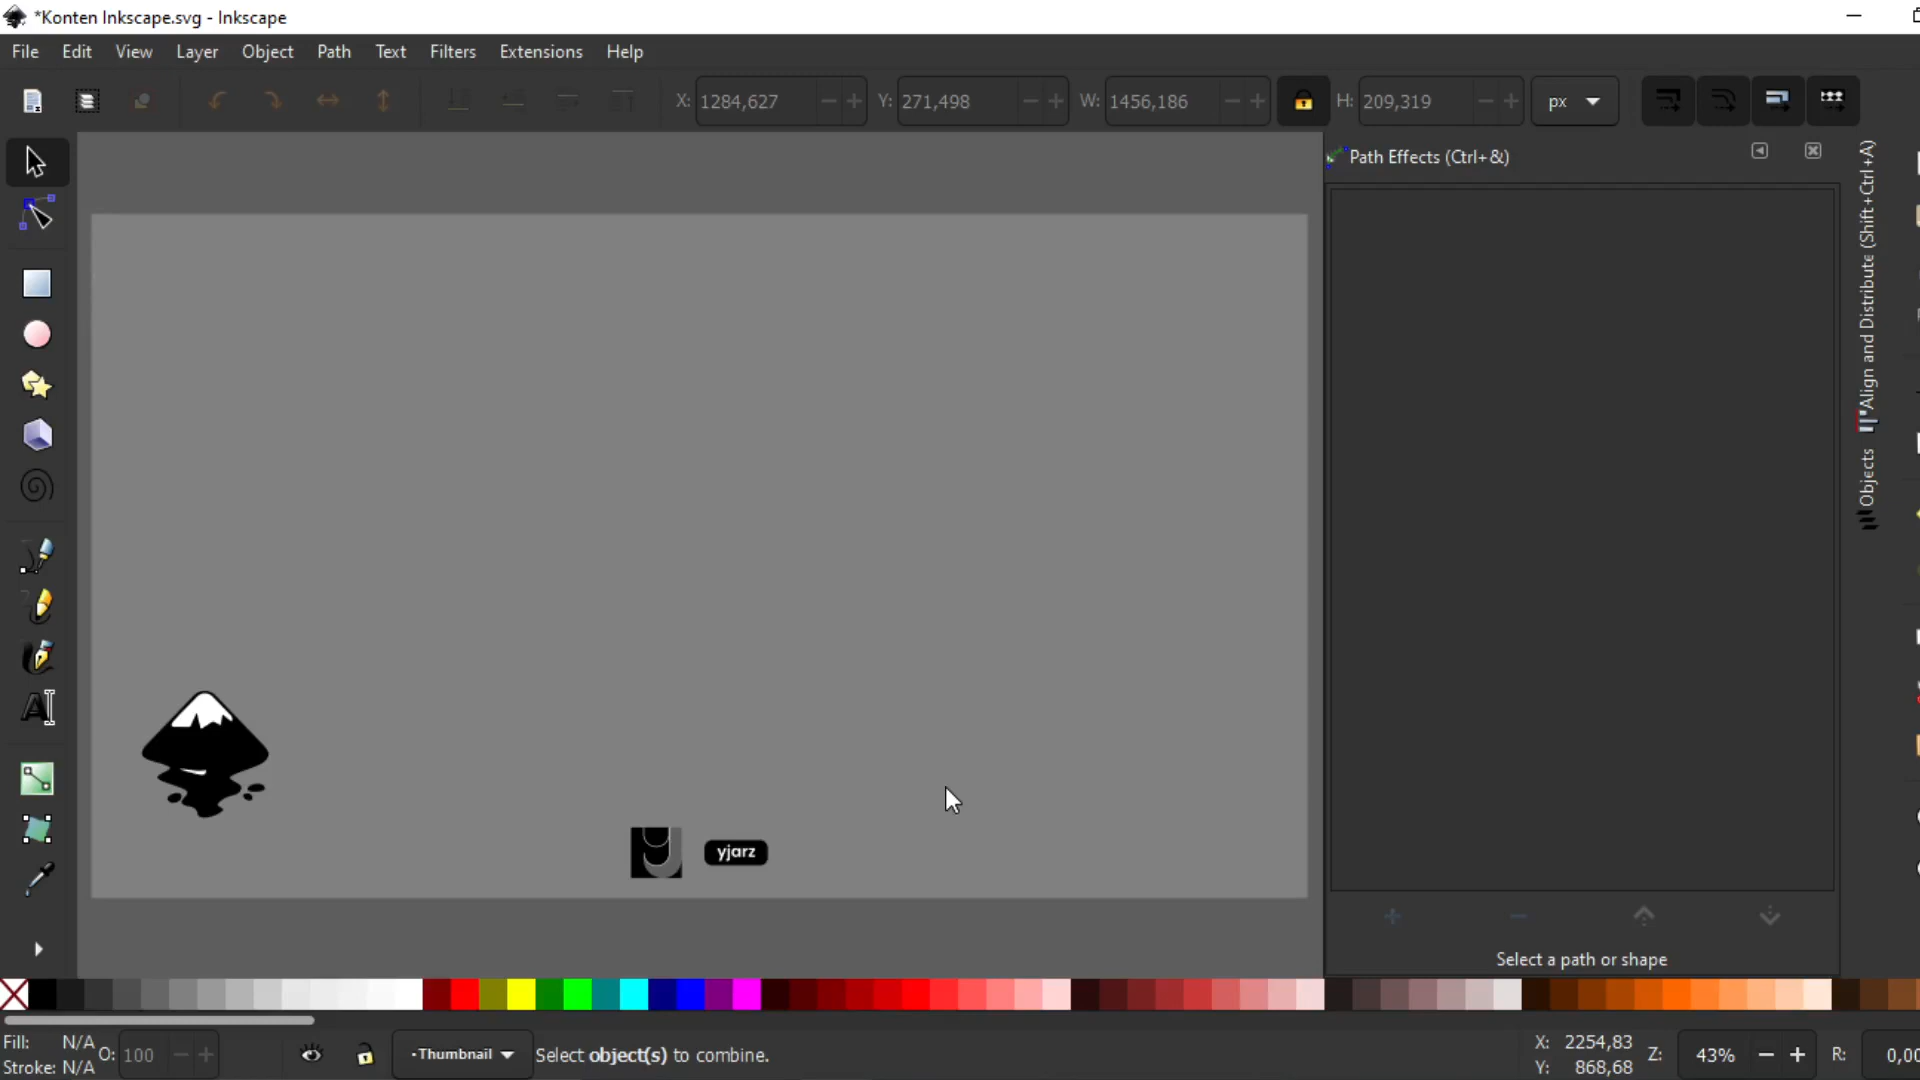 *Konten Inkscape.svg - Inkscape
File Edit View Layer Object Path Text Filters Extensions Help
X: 1284,627 Y: 271,498 W: 1456,186 H: 209,319 px
Path Effects (Ctrl+&)
Align and Distribute (Shift+Ctrl+A)
Objects
yjarz
Select a path or shape
Fill: N/A
Stroke: N/A
O: 100
-Thumbnail
Select object(s) to combine.
X: 2254,83
Y: 868,68
Z: 43%
R: 0,00